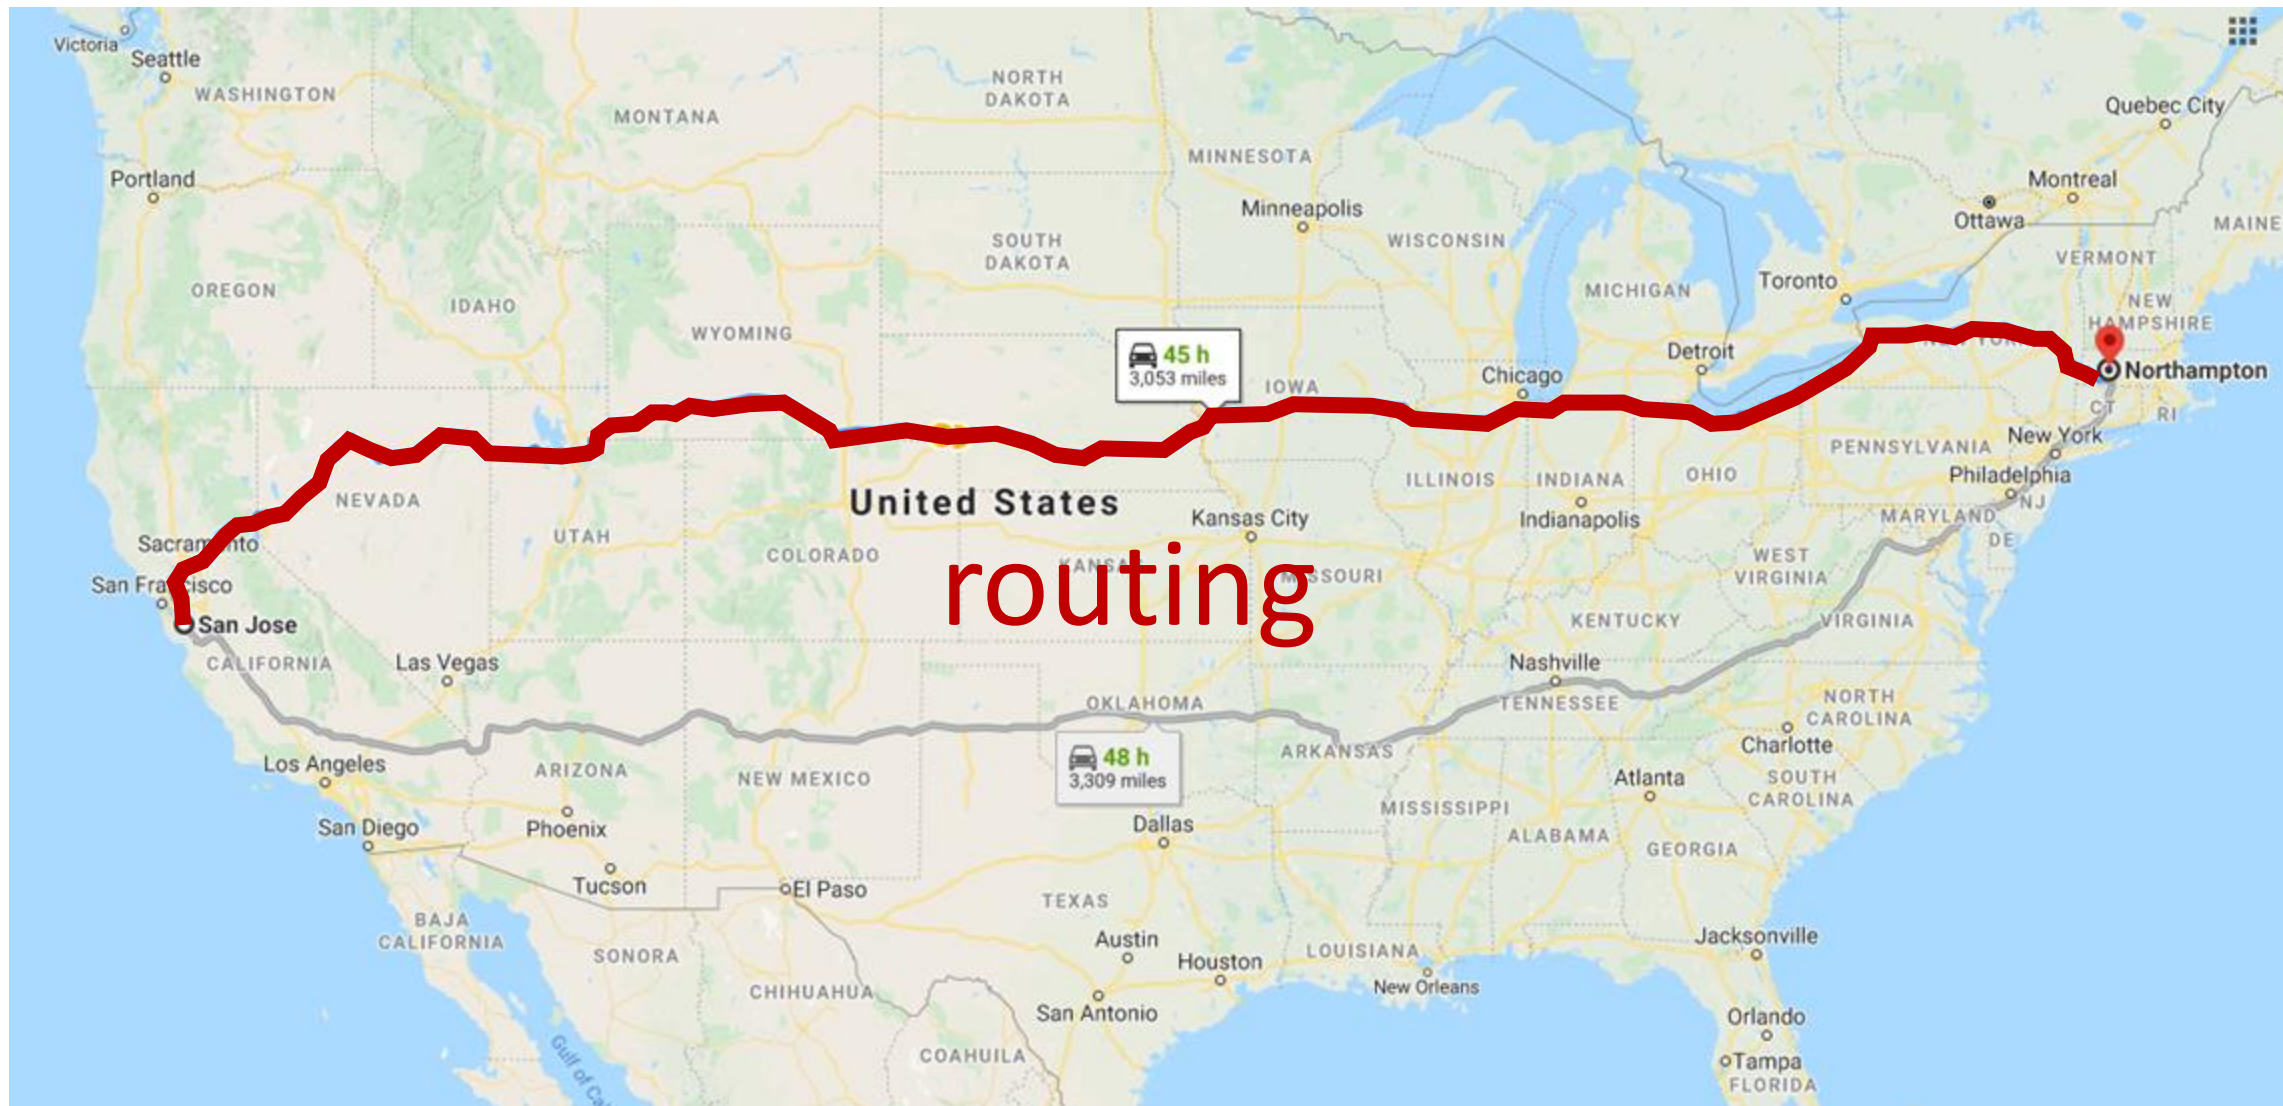 Victoria
Seattle
WASHINGTON
MONTANA
NORTH
DAKOTA
Quebec City
MINNESOTA
Portland
Montreal
Minneapolis
Ottawa
MAINE
SOUTH
DAKOTA
WISCONSIN
VERMONT
OREGON
IDAHO
MICHIGAN
Toronto
NEW
HAMPSHIRE
WYOMING
45 h
3,053 miles
Detroit
IOWA
Chicago
Northampton
CT
RI
PENNSYLVANIA
New York
NEVADA
United States
ILLINOIS
INDIANA
OHIO
Philadelphia
NJ
Kansas City
Indianapolis
MARYLAND
DE
Sacramento
UTAH
COLORADO
KANSAS
MISSOURI
routing
WEST
VIRGINIA
San Francisco
San Jose
KENTUCKY
VIRGINIA
CALIFORNIA
Las Vegas
Nashville
OKLAHOMA
TENNESSEE
NORTH
CAROLINA
Los Angeles
ARIZONA
NEW MEXICO
48 h
3,309 miles
ARKANSAS
Charlotte
Atlanta
SOUTH
CAROLINA
San Diego
Phoenix
Dallas
MISSISSIPPI
ALABAMA
GEORGIA
Tucson
El Paso
TEXAS
BAJA
CALIFORNIA
SONORA
Austin
Houston
LOUISIANA
New Orleans
Jacksonville
CHIHUAHUA
San Antonio
Orlando
COAHUILA
Tampa
FLORIDA
Gulf of